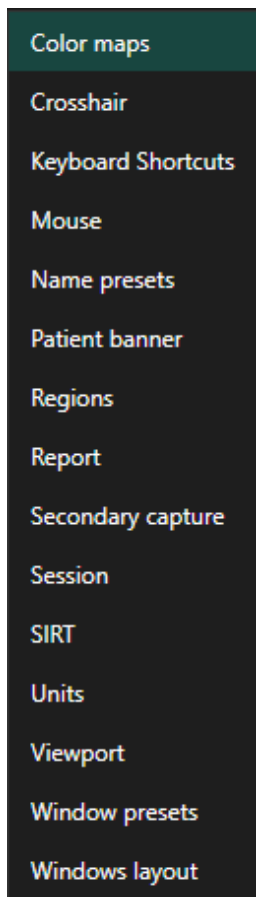 Color maps
Crosshair
Keyboard Shortcuts
Mouse
Name presets
Patient banner
Regions
Report
Secondary capture
Session
SIRT
Units
Viewport
Window presets
Windows layout